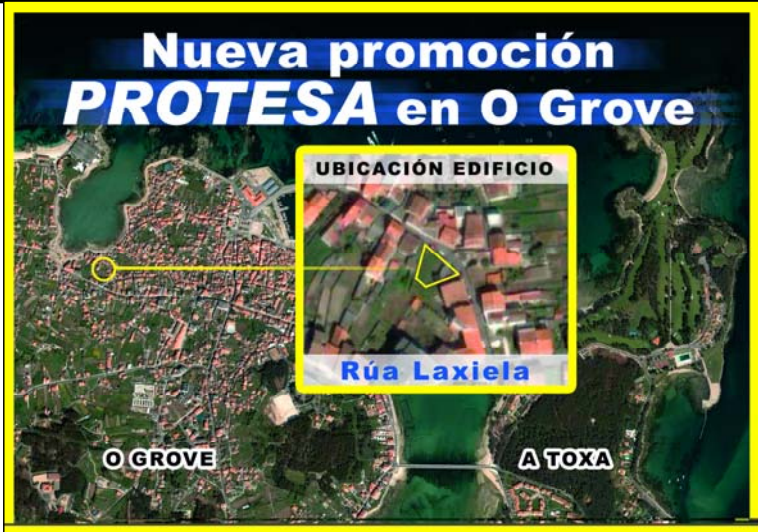 Nueva promoción
PROTESA en O Grove
UBICACIÓN EDIFICIO
Rúa Laxiela
O GROVE
A TOXA